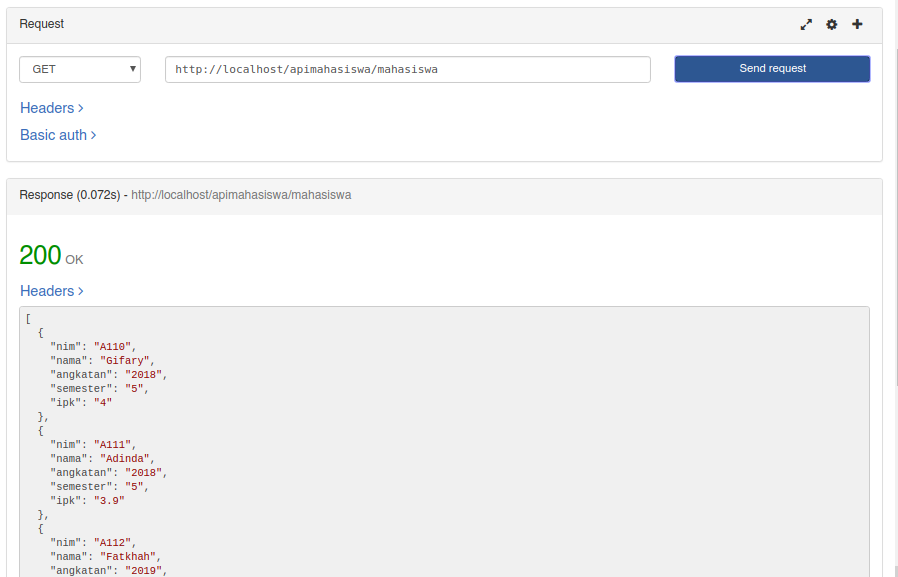 Request
GET
http://localhost/apimahasiswa/mahasiswa
Send request
Headers
Basic auth
Response (0.072s) - http://localhost/apimahasiswa/mahasiswa
200 OK
Headers
[
  {
    "nim": "A110",
    "nama": "Gifary",
    "angkatan": "2018",
    "semester": "5",
    "ipk": "4"
  },
  {
    "nim": "A111",
    "nama": "Adinda",
    "angkatan": "2018",
    "semester": "5",
    "ipk": "3.9"
  },
  {
    "nim": "A112",
    "nama": "Fatkhah",
    "angkatan": "2019",